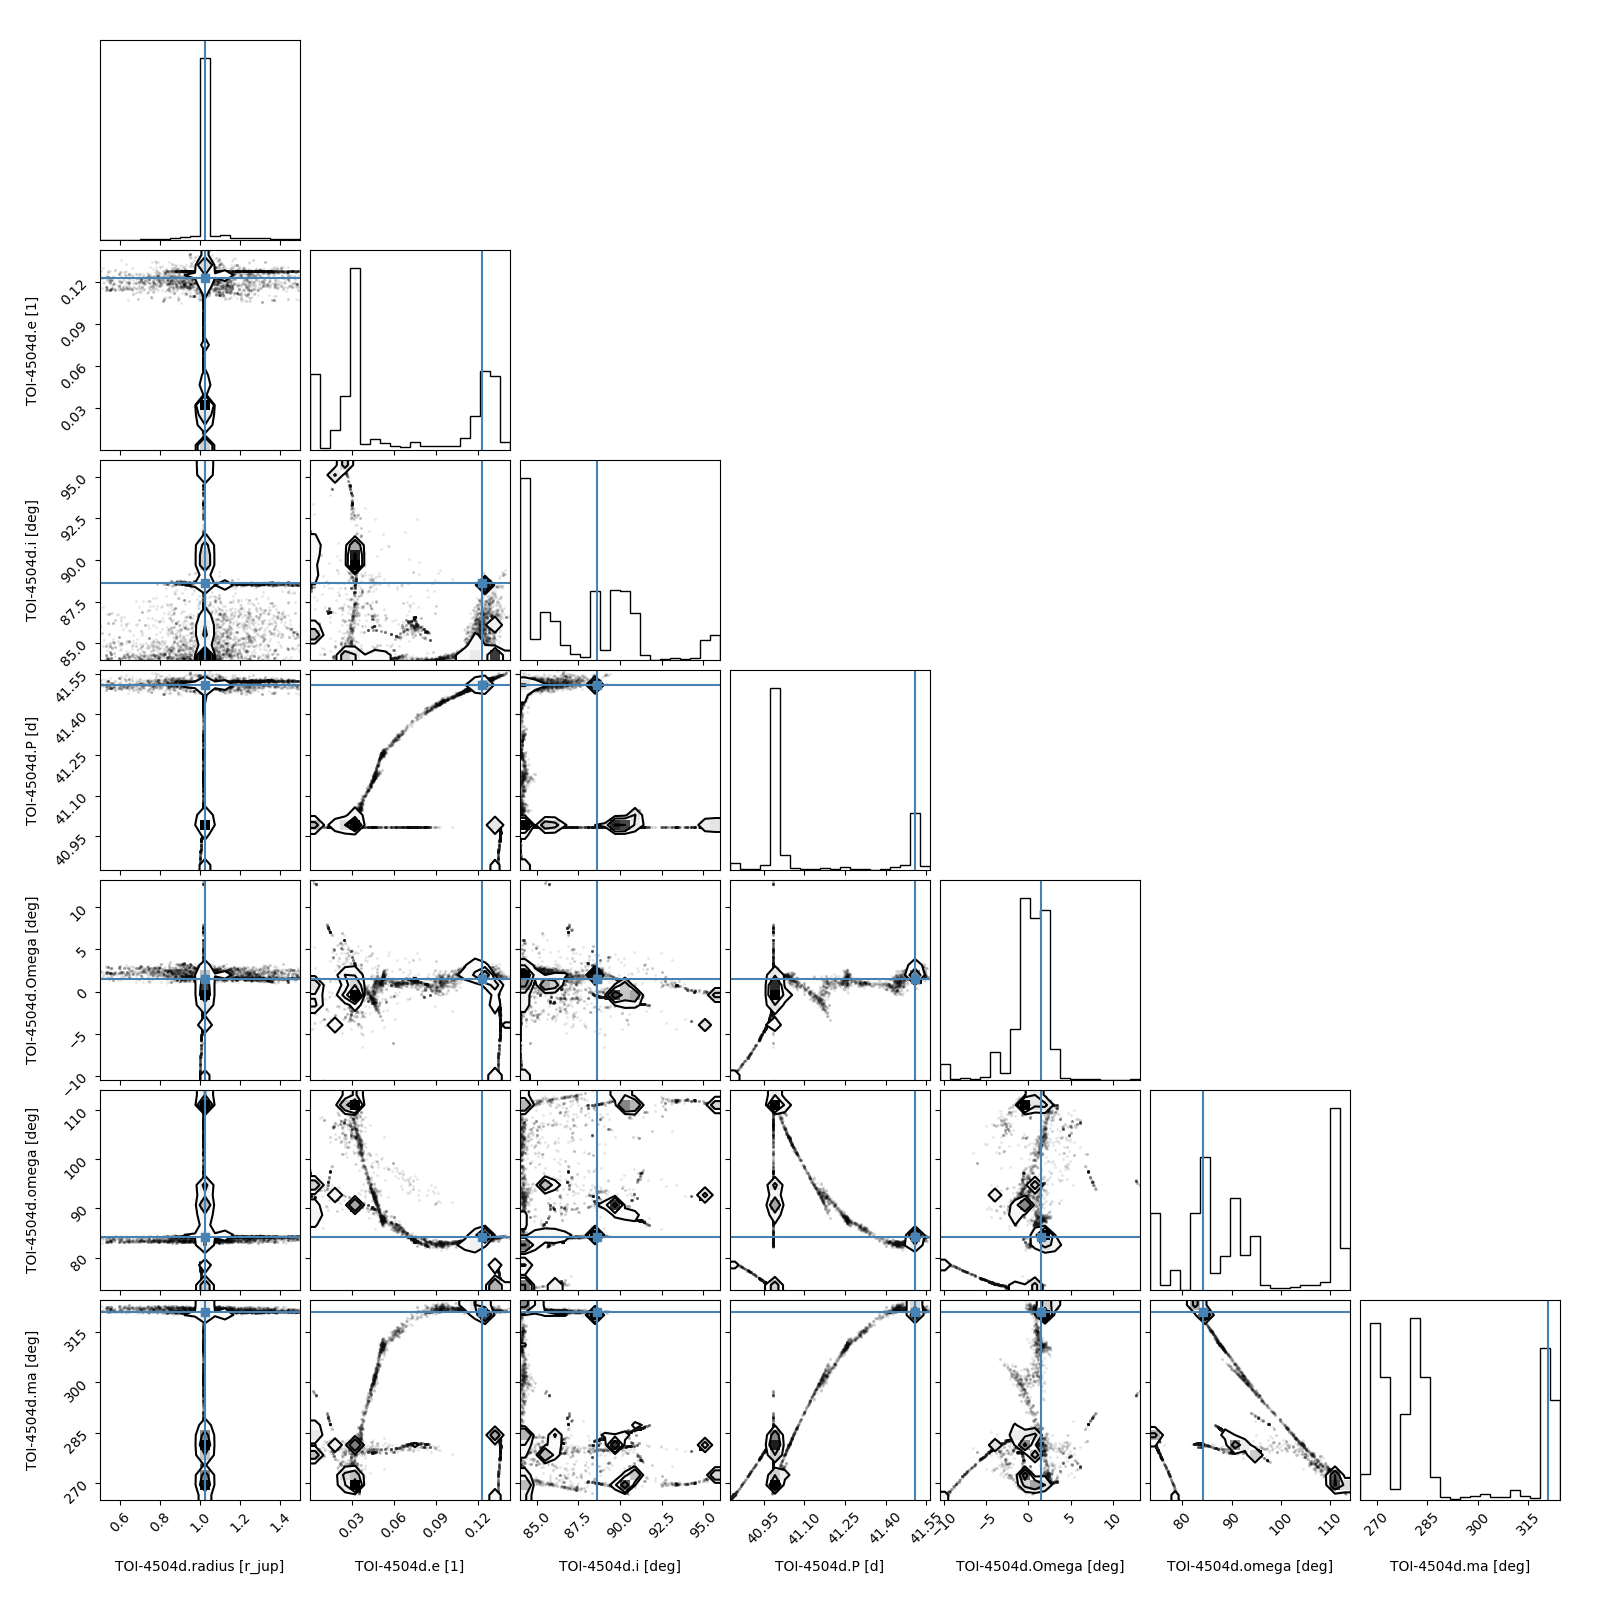 TOI-4504d.e [1]
0.12
0.09
0.06
0.03
TOI-4504d.i [deg]
95.0
92.5
90.0
87.5
85.0
TOI-4504d.P [d]
41.55
41.40
41.25
41.10
40.95
TOI-4504d.Omega [deg]
10
5
0
−5
−10
TOI-4504d.omega [deg]
110
100
90
80
TOI-4504d.ma [deg]
315
300
285
270
0.6 0.8 1.0 1.2 1.4
0.03 0.06 0.09 0.12
85.0 87.5 90.0 92.5 95.0
40.95 41.10 41.25 41.40 41.55
−10 −5 0 5 10
80 90 100 110
270 285 300 315
TOI-4504d.radius [r_jup] TOI-4504d.e [1] TOI-4504d.i [deg] TOI-4504d.P [d] TOI-4504d.Omega [deg] TOI-4504d.omega [deg] TOI-4504d.ma [deg]